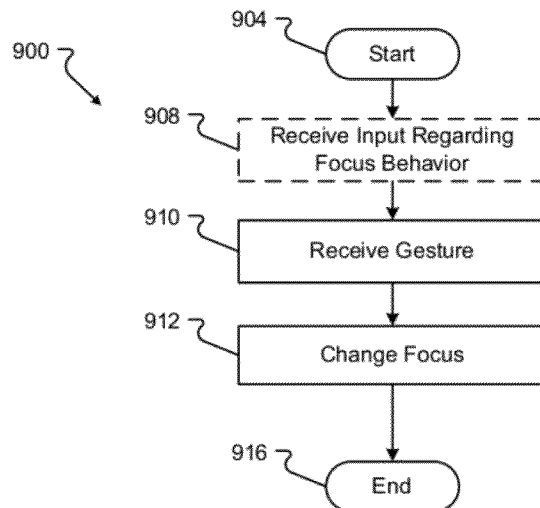 904
Start
900
908
Receive Input Regarding
Focus Behavior
910
Receive Gesture
912
Change Focus
916
End